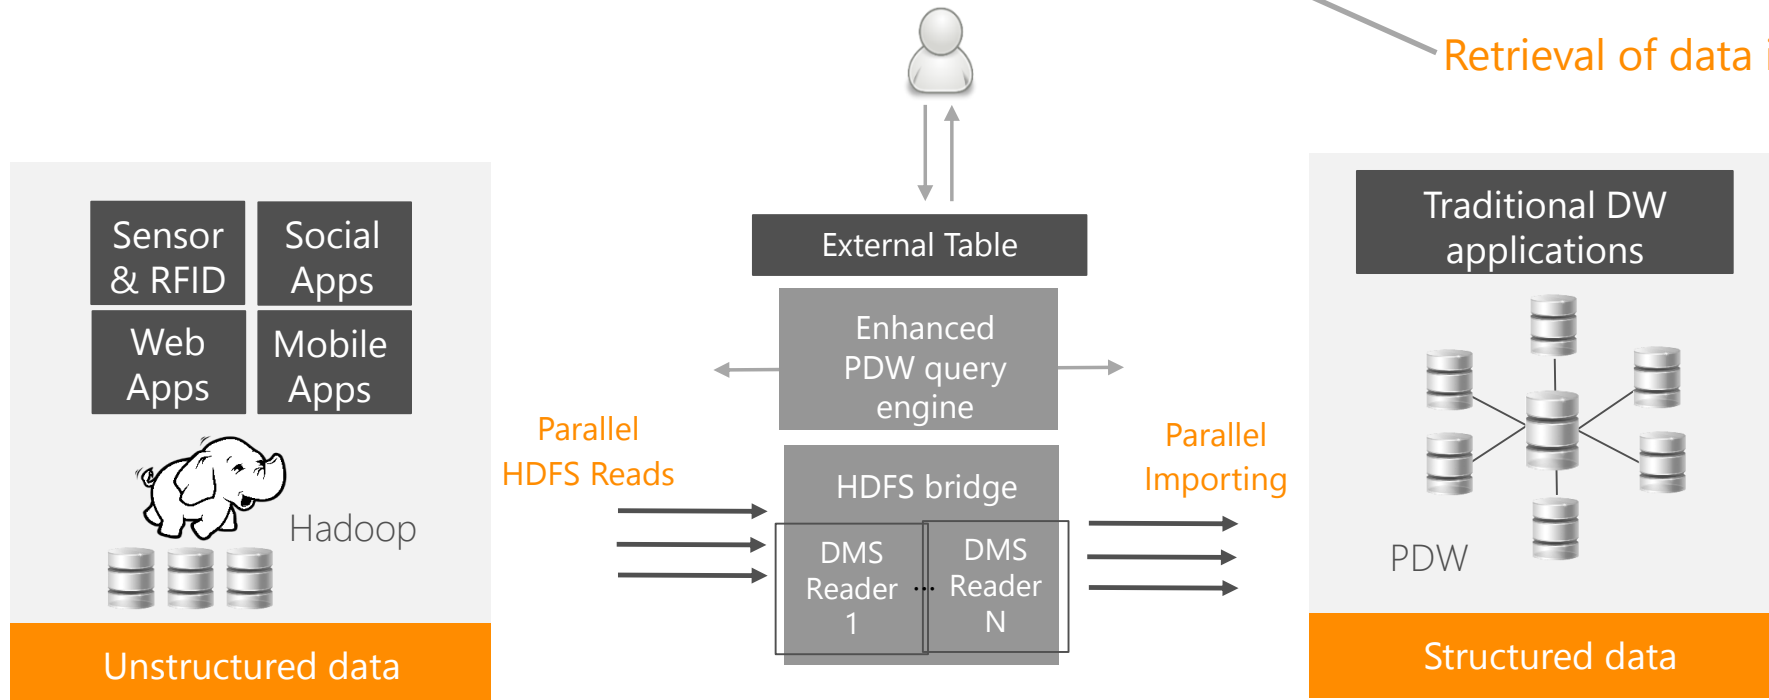 Retrieval of data i
Sensor
& RFID
Social
Apps
Web
Apps
Mobile
Apps
Hadoop
Unstructured data
Parallel
HDFS Reads
External Table
Enhanced
PDW query
engine
HDFS bridge
DMS
Reader
1
...
DMS
Reader
N
Parallel
Importing
Traditional DW
applications
PDW
Structured data